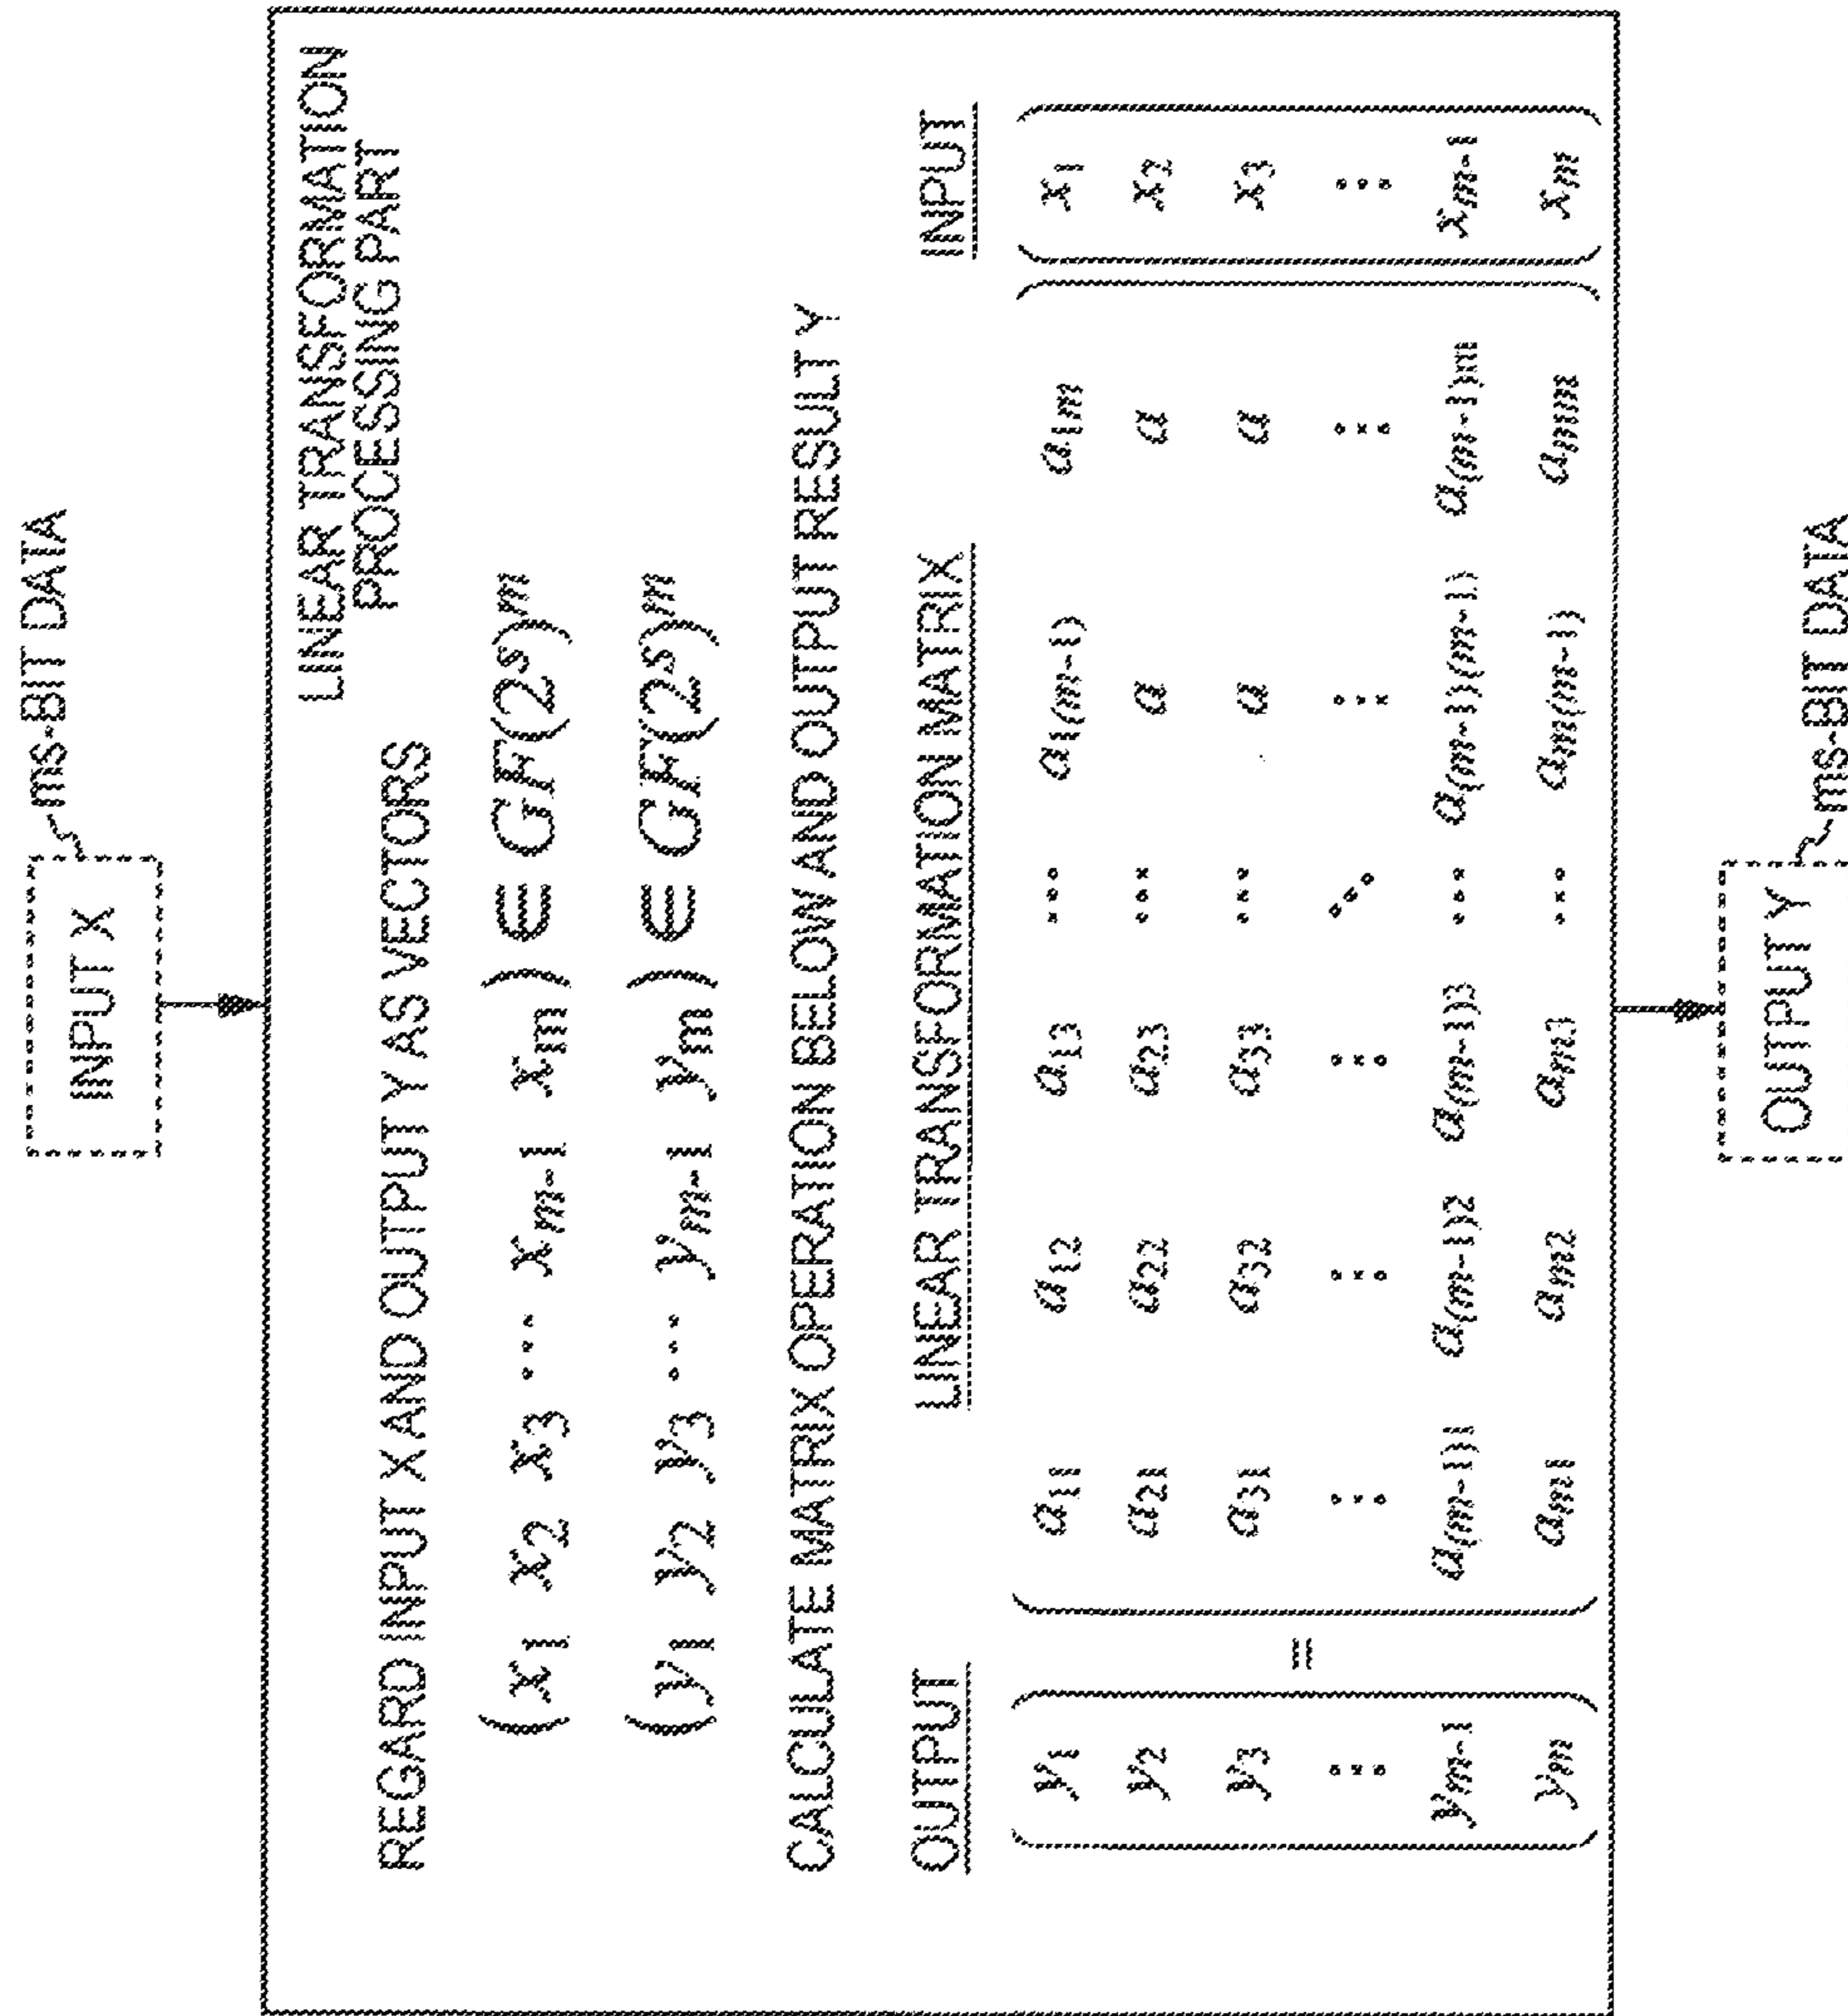 INPUT X
ms-BIT DATA
LINEAR TRANSFORMATION
PROCESSING PART
REGARD INPUT X AND OUTPUT Y AS VECTORS
(x1 x2 x3 ··· xm-1 xm) ∈ GF(2^s)^m
(y1 y2 y3 ··· ym-1 ym) ∈ GF(2^s)^m
CALCULATE MATRIX OPERATION BELOW AND OUTPUT RESULT Y
OUTPUT LINEAR TRANSFORMATION MATRIX INPUT
y1 a11 a12 a13 ··· a1(m-1) a1m x1
y2 a21 a22 a23 ··· a a x2
y3 a31 a32 a33 ··· a a x3
··· = ··· ··· ··· ⋱ ··· ··· ···
ym-1 a(m-1)1 a(m-1)2 a(m-1)3 ··· a(m-1)(m-1) a(m-1)m xm-1
ym am1 am2 am3 ··· am(m-1) amm xm
OUTPUT Y
ms-BIT DATA